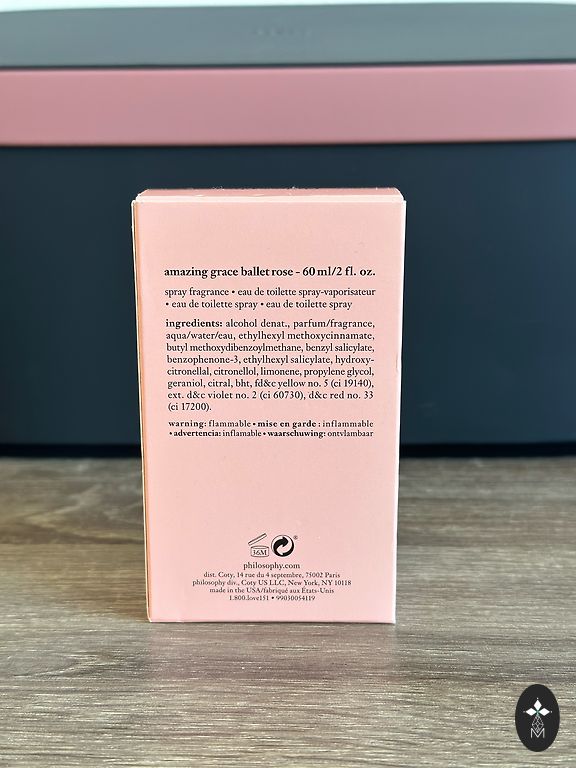 amazing grace ballet rose - 60 ml/2 fl. oz.
spray fragrance • eau de toilette spray-vaporisateur
• eau de toilette spray • eau de toilette spray
ingredients: alcohol denat., parfum/fragrance,
aqua/water/eau, ethylhexyl methoxycinnamate,
butyl methoxydibenzoylmethane, benzyl salicylate,
benzophenone-3, ethylhexyl salicylate, hydroxy-
citronellal, citronellol, limonene, propylene glycol,
geraniol, citral, bht, fd&c yellow no. 5 (ci 19140),
ext. d&c violet no. 2 (ci 60730), d&c red no. 33
(ci 17200).
warning: flammable • mise en garde : inflammable
• advertencia: inflamable • waarschuwing: ontvlambaar
36M
philosophy.com
dist. Coty, 14 rue du 4 septembre, 75002 Paris
philosophy div., Coty US LLC, New York, NY 10118
made in the USA/fabriqué aux États-Unis
1.800.love151 • 99050054119
M